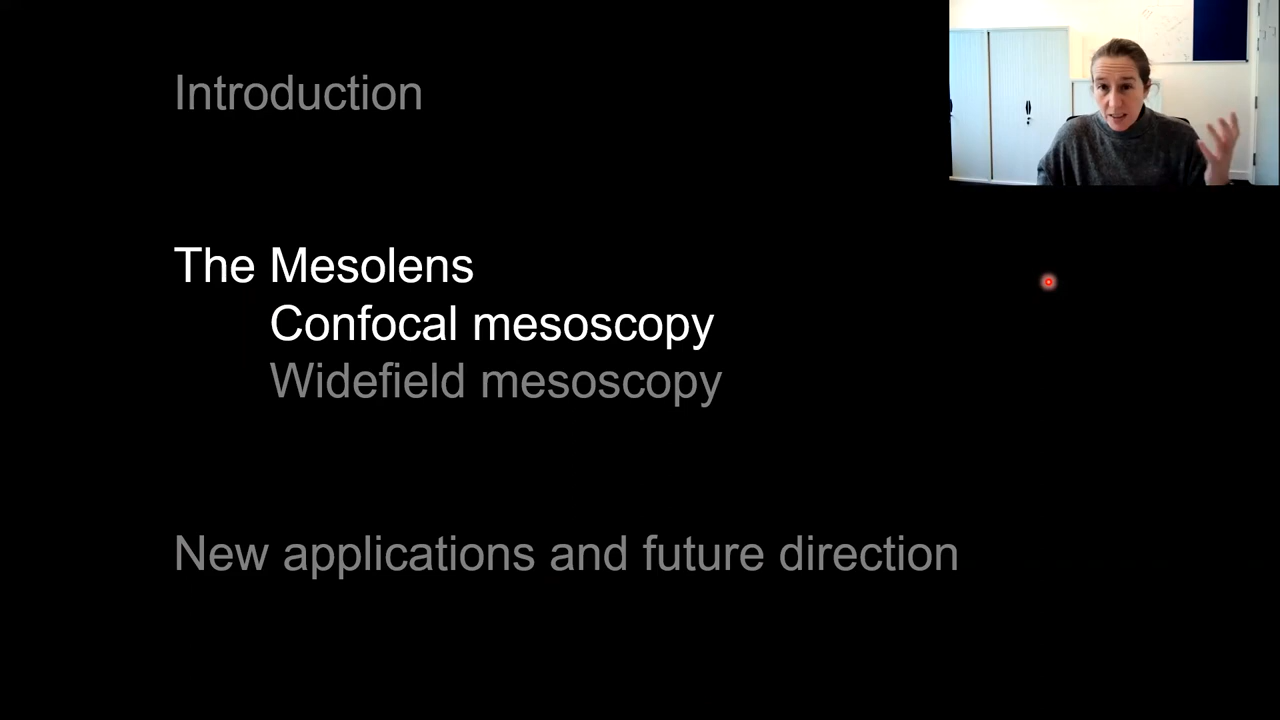 Introduction
The Mesolens
Confocal mesoscopy
Widefield mesoscopy
New applications and future direction